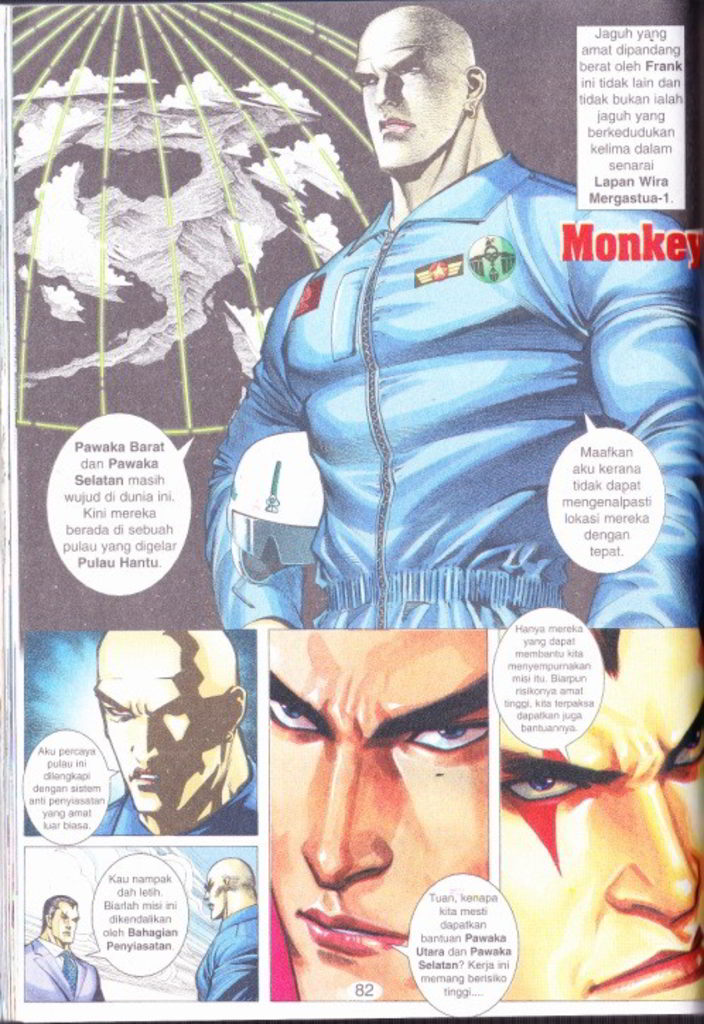 Jaguh yang
amat dipandang
berat oleh Frank
ini tidak lain dan
tidak bukan ialah
jaguh yang
berkedudukan
kelima dalam
senarai
Lapan Wira
Mergastua-1.
Monkey
Pawaka Barat
dan Pawaka
Selatan masih
wujud di dunia ini.
Kini mereka
berada di sebuah
pulau yang digelar
Pulau Hantu.
Maafkan
aku kerana
tidak dapat
mengenalpasti
lokasi mereka
dengan
tepat.
Aku percaya
pulau ini
dilengkapi
dengan sistem
anti penyiasatan
yang amat
luar biasa.
Kau nampak
dah letih.
Biarlah misi ini
dikendalikan
oleh Bahagian
Penyiasatan.
Hanya mereka
yang dapat
membantu kita
menyempurnakan
misi itu. Biarpun
risikonya amat
tinggi, kita terpaksa
dapatkan juga
bantuannya.
Tuan, kenapa
kita mesti
dapatkan
bantuan Pawaka
Utara dan Pawaka
Selatan? Kerja ini
memang berisiko
tinggi....
82